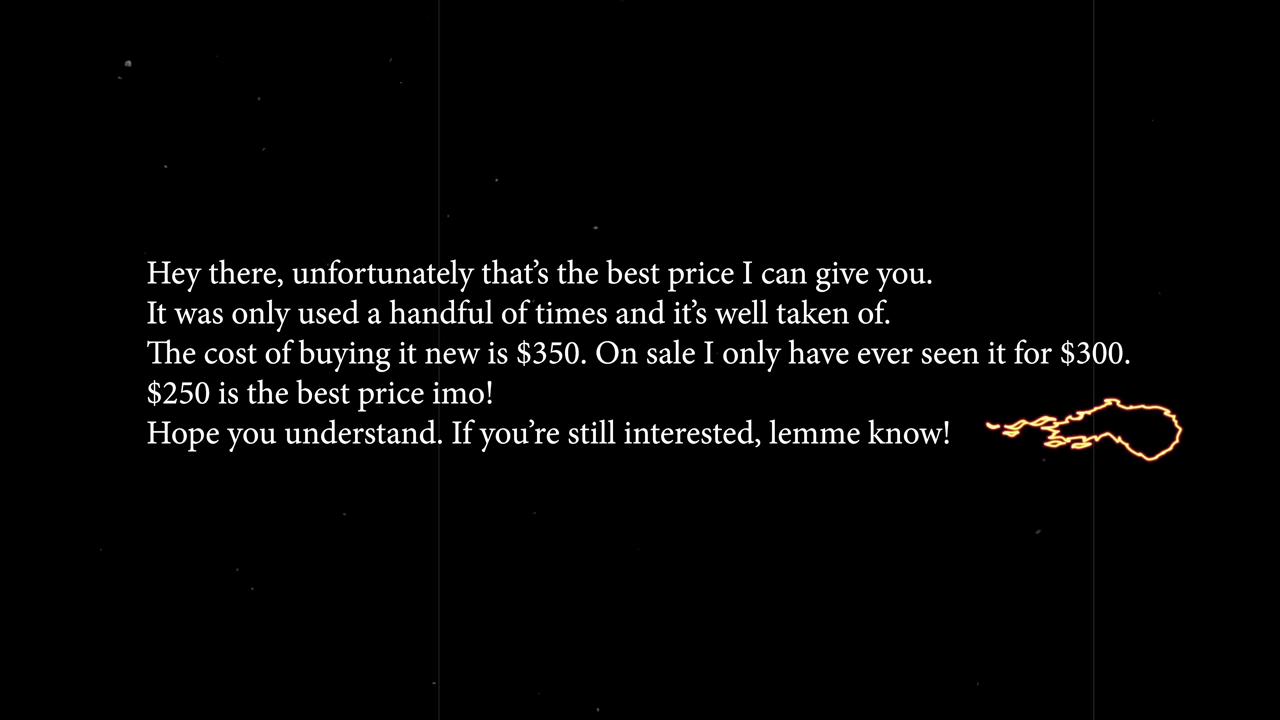 Hey there, unfortunately that’s the best price I can give you.
It was only used a handful of times and it’s well taken of.
The cost of buying it new is $350. On sale I only have ever seen it for $300.
$250 is the best price imo!
Hope you understand. If you’re still interested, lemme know!